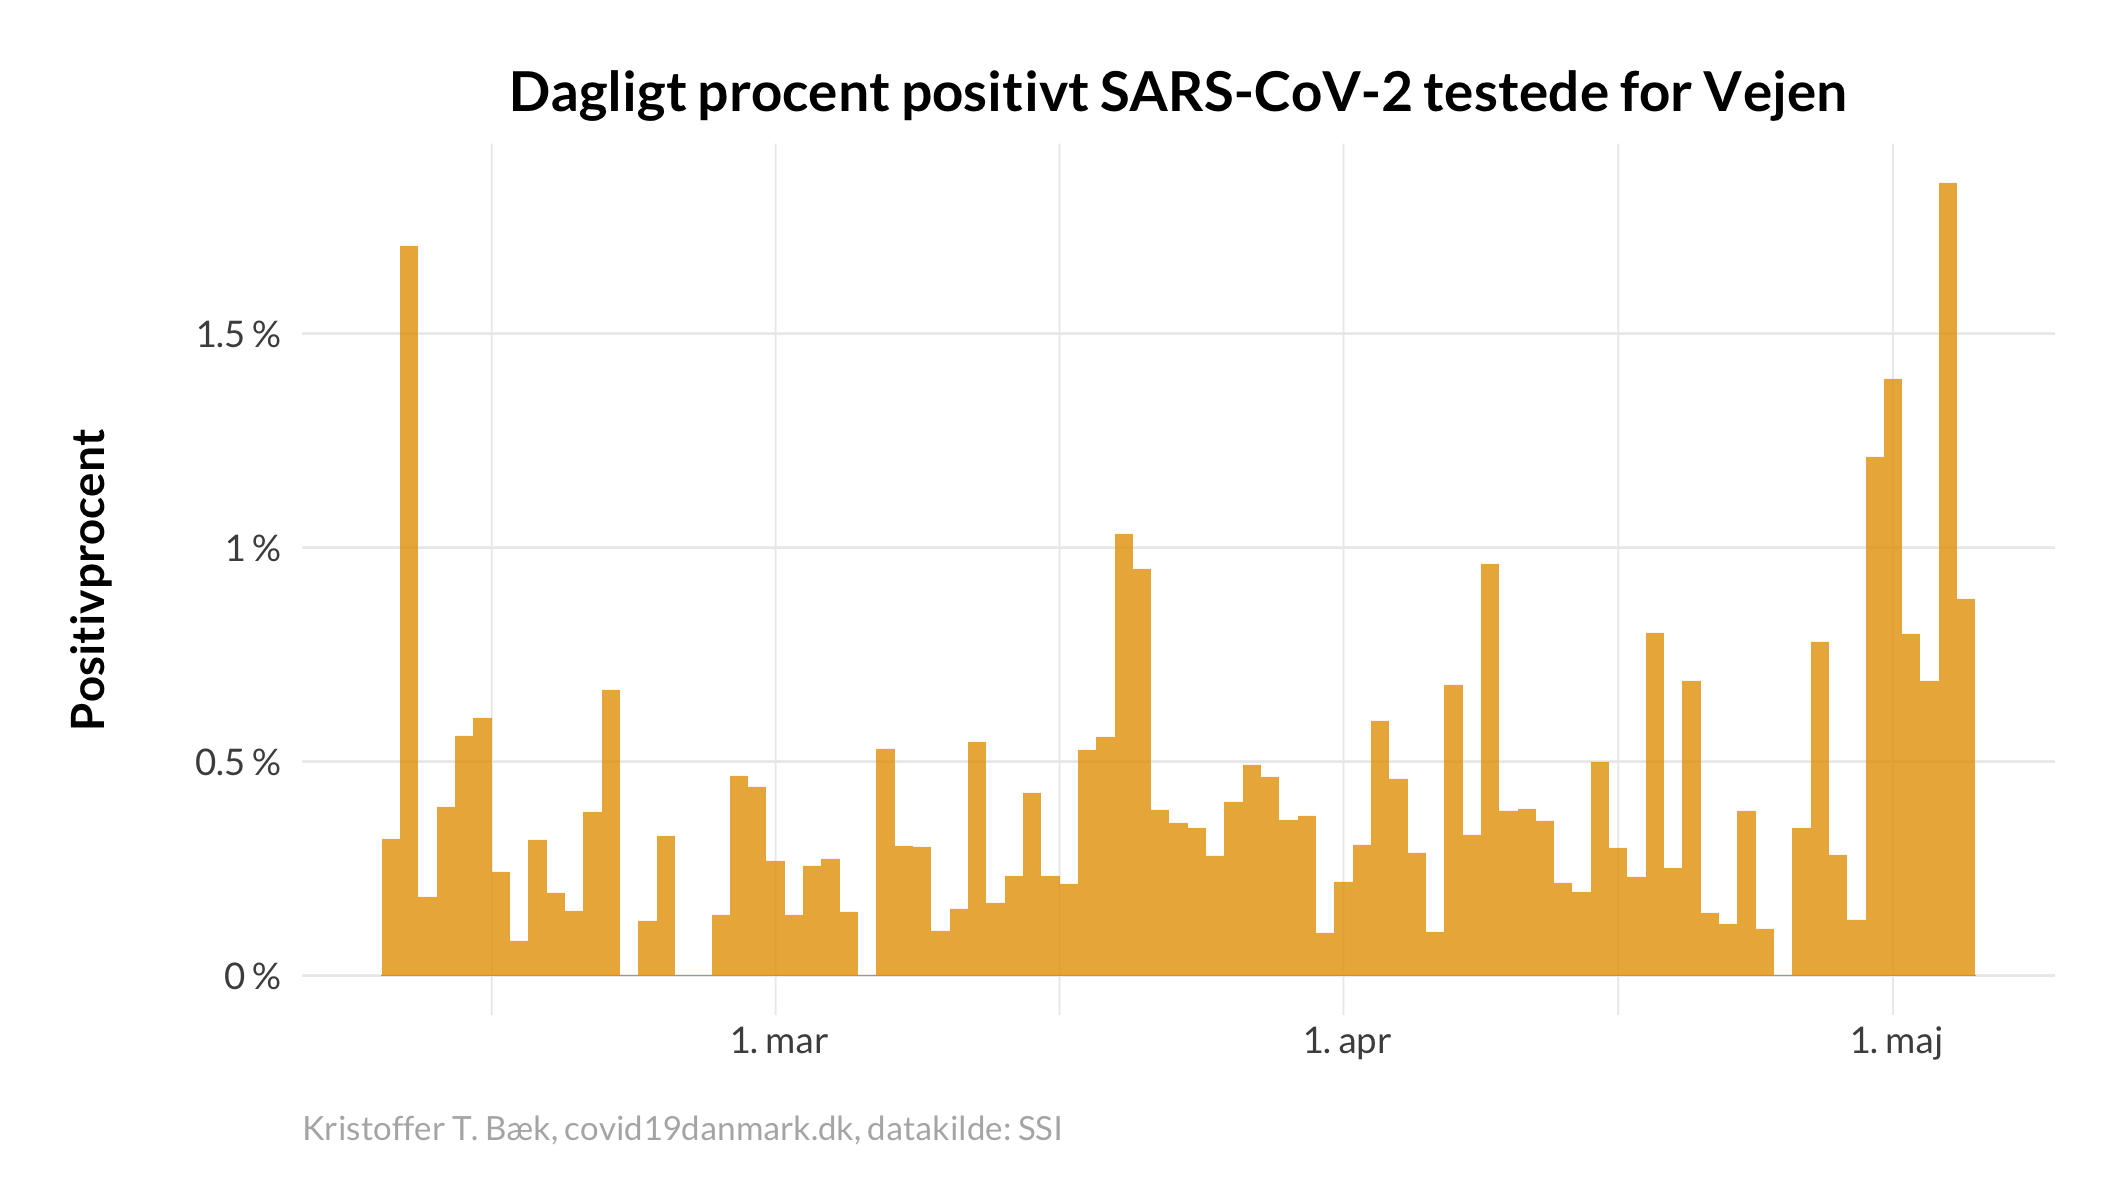 Dagligt procent positivt SARS-CoV-2 testede for Vejen
Positivprocent
1.5 %
1 %
0.5 %
0 %
1. mar
1. apr
1. maj
Kristoffer T. Bæk, covid19danmark.dk, datakilde: SSI